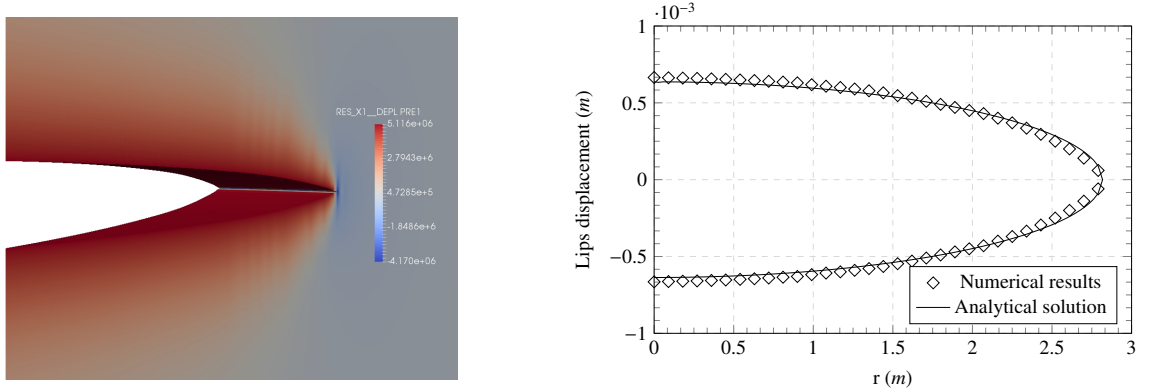 RES_X1__DEPL PRE1
5.116e+06
2.7943e+6
4.7285e+5
-1.8486e+6
-4.170e+06
·10⁻³
1
0.5
0
−0.5
−1
Lips displacement (m)
0 0.5 1 1.5 2 2.5 3
r (m)
Numerical results
Analytical solution